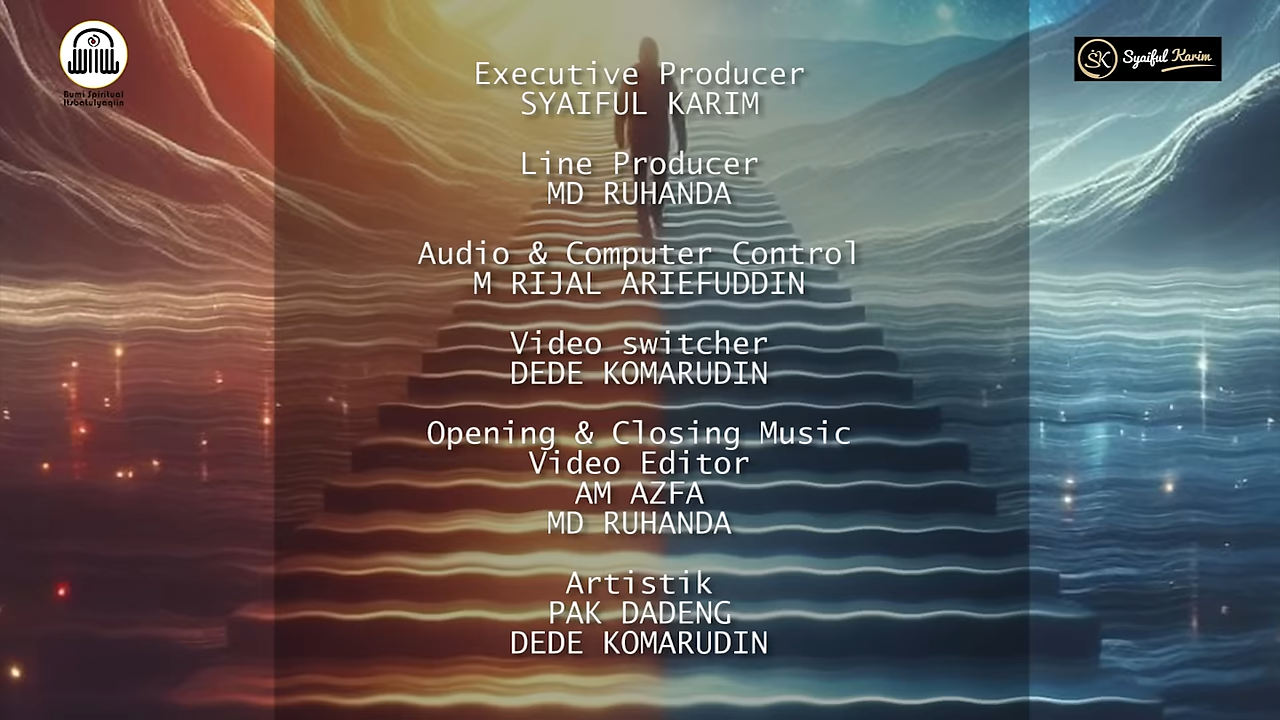 Bumi Spiritual
Itsbatulyaqiin
SK
Syaiful Karim
Executive Producer
SYAIFUL KARIM
Line Producer
MD RUHANDA
Audio & Computer Control
M RIJAL ARIEFUDDIN
Video switcher
DEDE KOMARUDIN
Opening & Closing Music
Video Editor
AM AZFA
MD RUHANDA
Artistik
PAK DADENG
DEDE KOMARUDIN